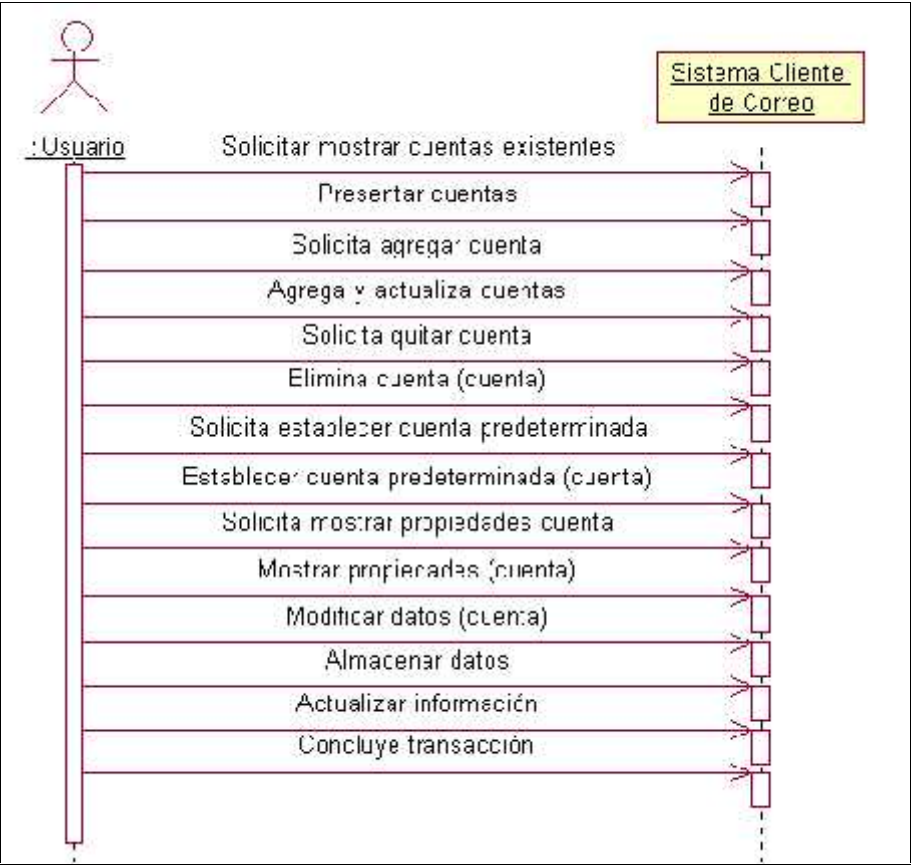 Sistema Cliente
de Correo
: Usuario
Solicitar mostrar cuentas existentes
Presentar cuentas
Solicita agregar cuenta
Agrega y actualiza cuentas
Solicita quitar cuenta
Elimina cuenta (cuenta)
Solicita establecer cuenta predeterminada
Establecer cuenta predeterminada (cuenta)
Solicita mostrar propiedades cuenta
Mostrar propiedades (cuenta)
Modificar datos (cuenta)
Almacenar datos
Actualizar información
Concluye transacción